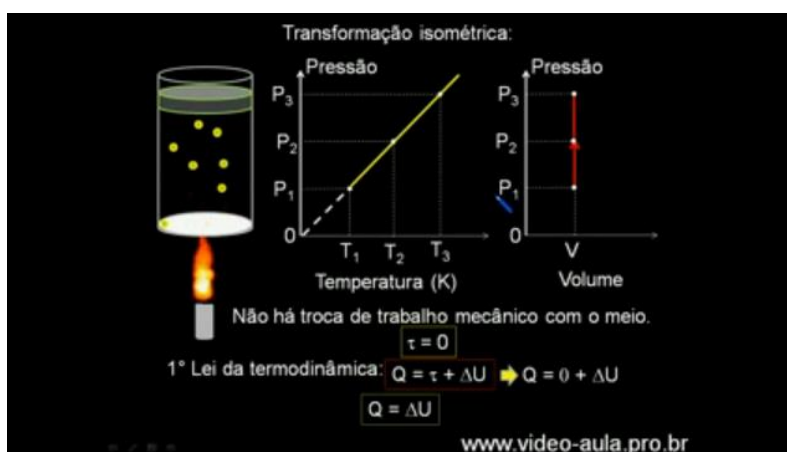 Transformação isométrica:
Pressão
P₃
P₂
P₁
0
T₁ T₂ T₃
Temperatura (K)
Pressão
P₃
P₂
P₁
0
V
Volume
Não há troca de trabalho mecânico com o meio.
τ = 0
1° Lei da termodinâmica: Q = τ + ΔU Q = 0 + ΔU
Q = ΔU
www.video-aula.pro.br